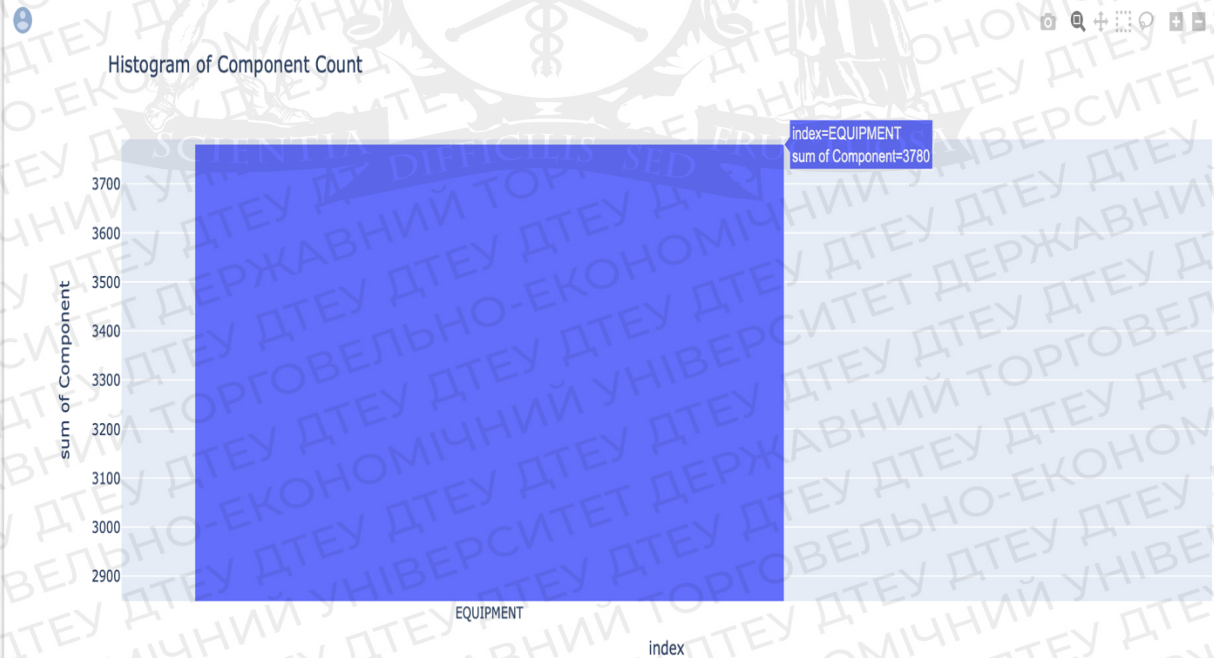 Histogram of Component Count
SCIENTIA DIFFICILIS SED
index=EQUIPMENT
sum of Component=3780
3700
3600
3500
3400
3300
3200
3100
3000
2900
sum of Component
EQUIPMENT
index
ДТЕУ ДЕРЖАВНИЙ ТОРГОВЕЛЬНО-ЕКОНОМІЧНИЙ УНІВЕРСИТЕТ ДТЕУ